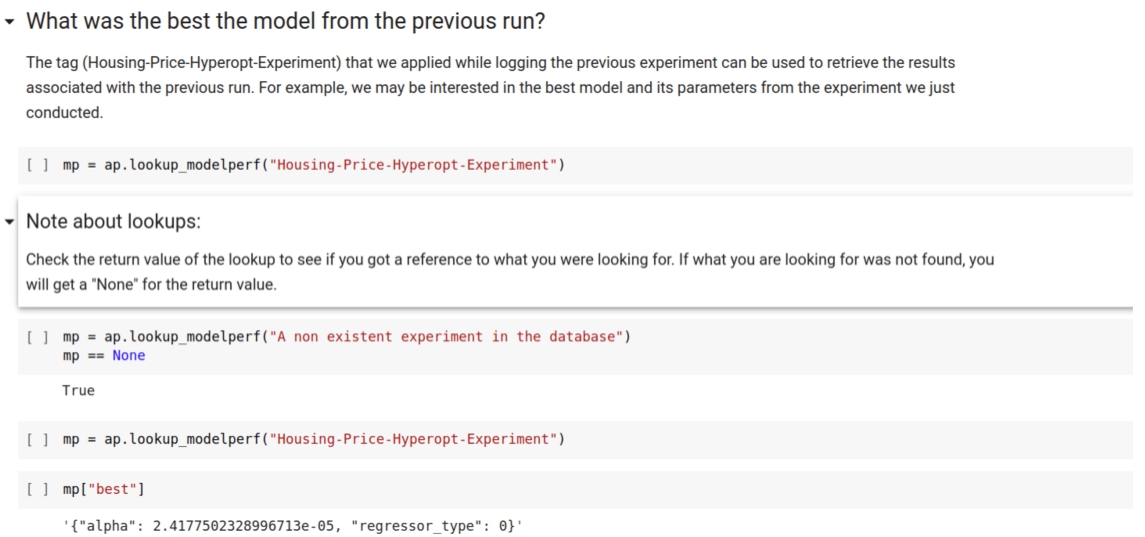 What was the best the model from the previous run?
The tag (Housing-Price-Hyperopt-Experiment) that we applied while logging the previous experiment can be used to retrieve the results
associated with the previous run. For example, we may be interested in the best model and its parameters from the experiment we just
conducted.
[ ] mp = ap.lookup_modelperf("Housing-Price-Hyperopt-Experiment")
Note about lookups:
Check the return value of the lookup to see if you got a reference to what you were looking for. If what you are looking for was not found, you
will get a "None" for the return value.
[ ] mp = ap.lookup_modelperf("A non existent experiment in the database")
mp == None
True
[ ] mp = ap.lookup_modelperf("Housing-Price-Hyperopt-Experiment")
[ ] mp["best"]
'{"alpha": 2.4177502328996713e-05, "regressor_type": 0}'